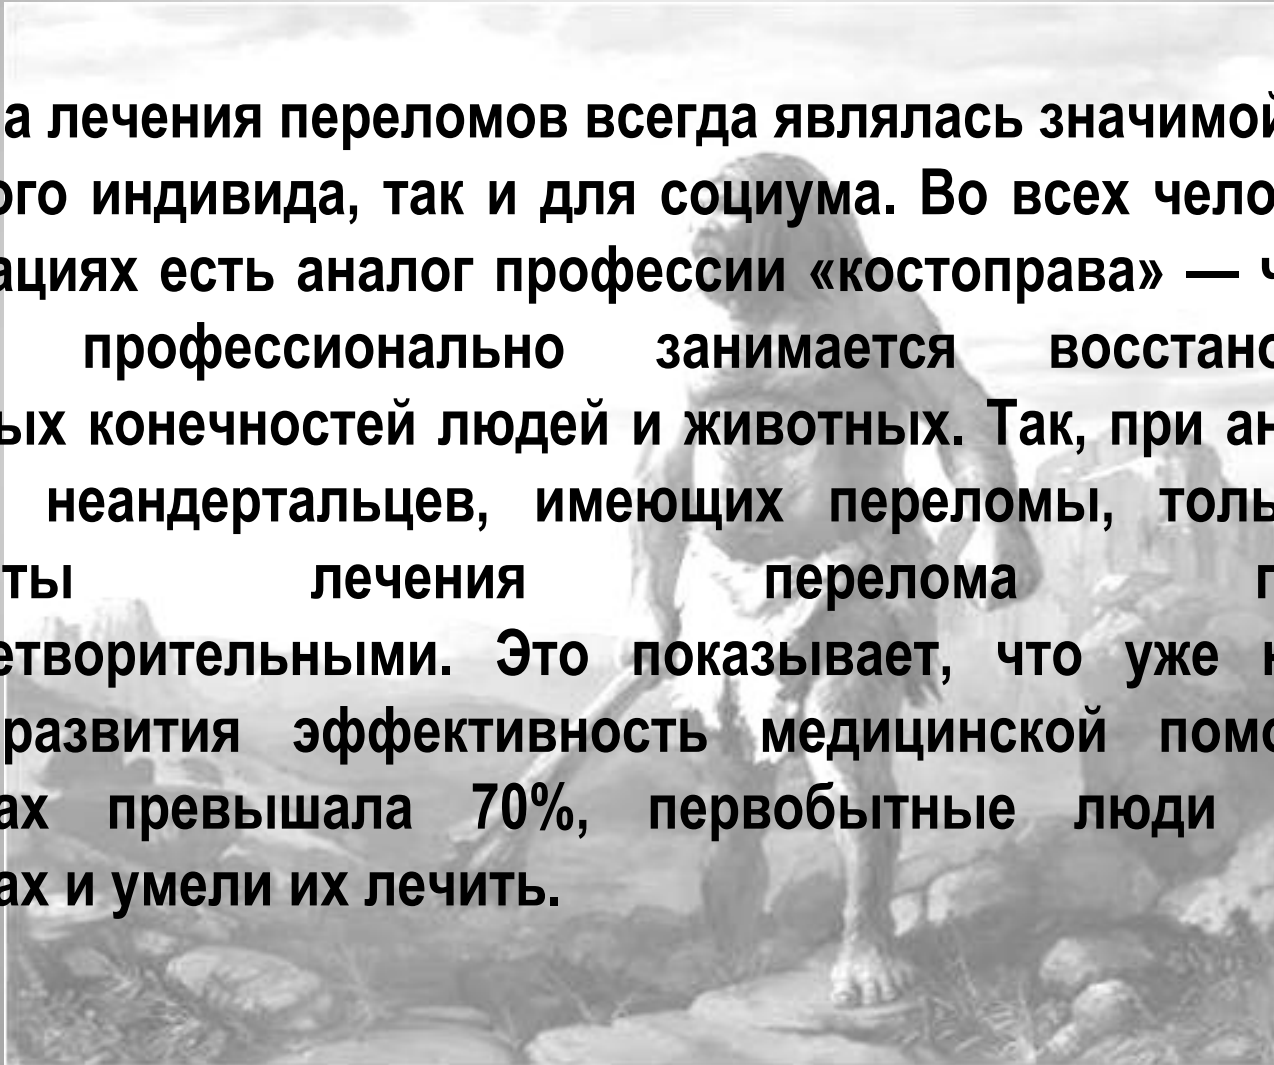 а лечения переломов всегда являлась значимой
ого индивида, так и для социума. Во всех чело
ациях есть аналог профессии «костоправа» — ч
профессионально занимается восстано
ых конечностей людей и животных. Так, при ан
неандертальцев, имеющих переломы, толь
ты лечения перелома п
етворительными. Это показывает, что уже н
развития эффективность медицинской помо
ах превышала 70%, первобытные люди
ах и умели их лечить.